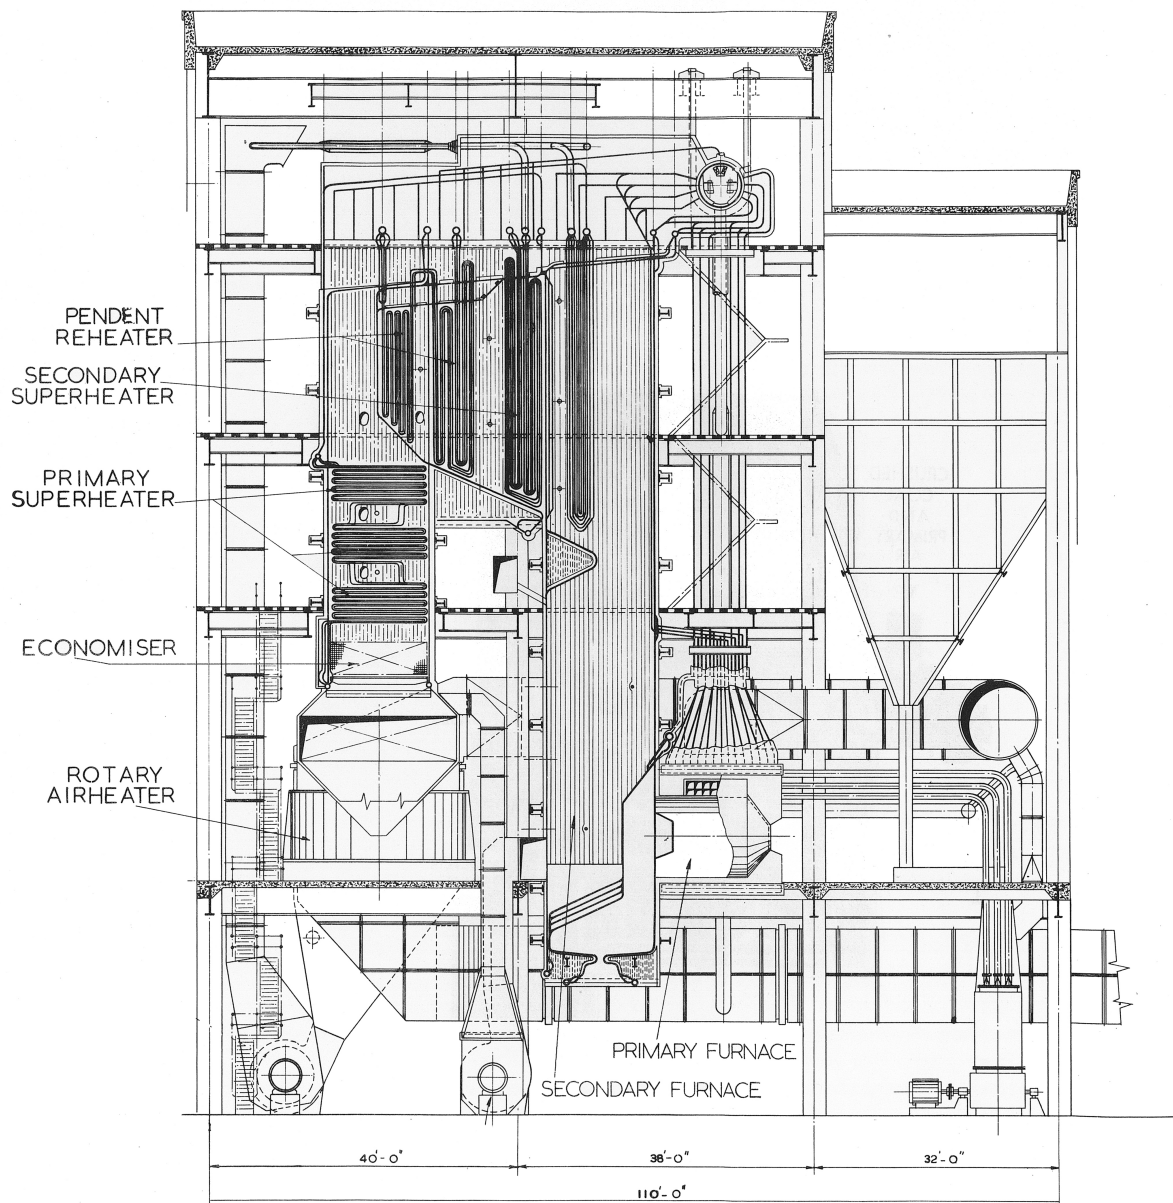 PENDENT
REHEATER
SECONDARY
SUPERHEATER
PRIMARY
SUPERHEATER
ECONOMISER
ROTARY
AIRHEATER
PRIMARY FURNACE
SECONDARY FURNACE
40'-0"
38'-0"
32'-0"
110'-0"